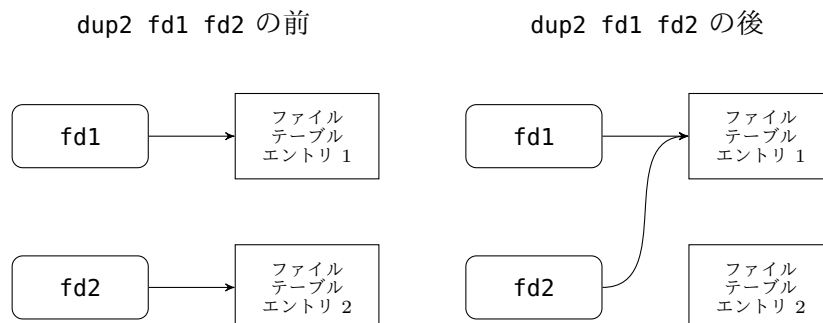 dup2 fd1 fd2 の前
fd1
ファイル
テーブル
エントリ 1
fd2
ファイル
テーブル
エントリ 2
dup2 fd1 fd2 の後
fd1
ファイル
テーブル
エントリ 1
fd2
ファイル
テーブル
エントリ 2